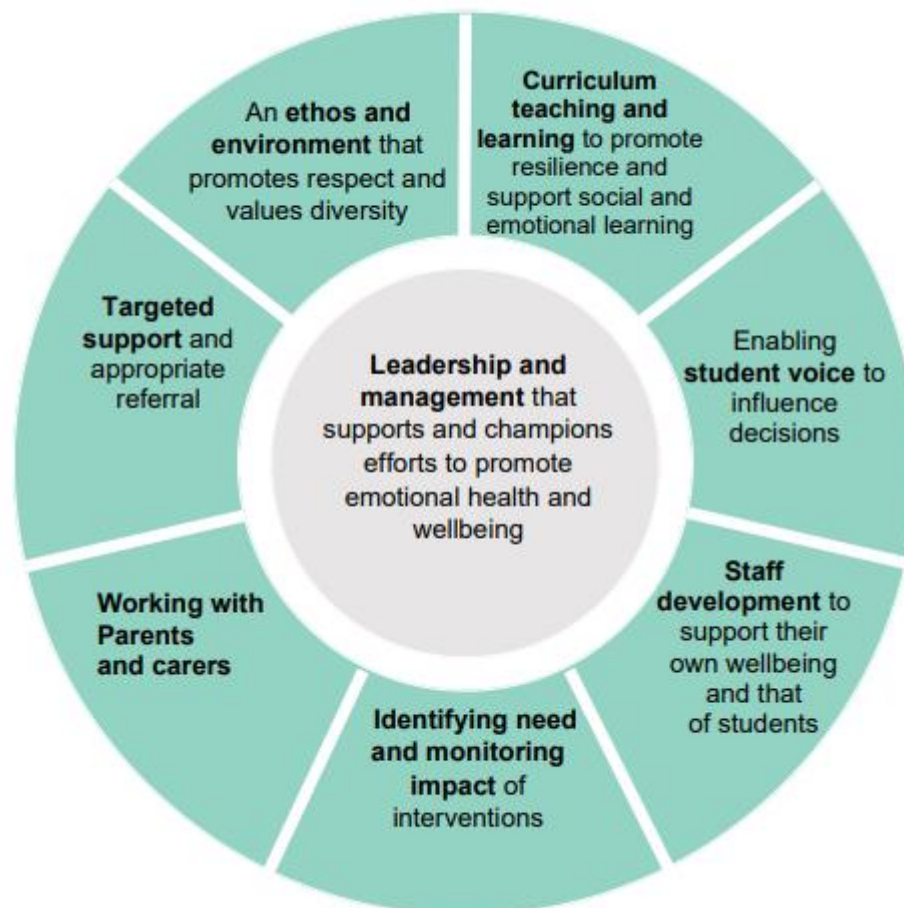 An ethos and
environment that
promotes respect and
values diversity
Curriculum
teaching and
learning to promote
resilience and
support social and
emotional learning
Enabling
student voice to
influence
decisions
Staff
development to
support their
own wellbeing
and that
of students
Identifying need
and monitoring
impact of
interventions
Working with
Parents
and carers
Targeted
support and
appropriate
referral
Leadership and
management that
supports and champions
efforts to promote
emotional health and
wellbeing